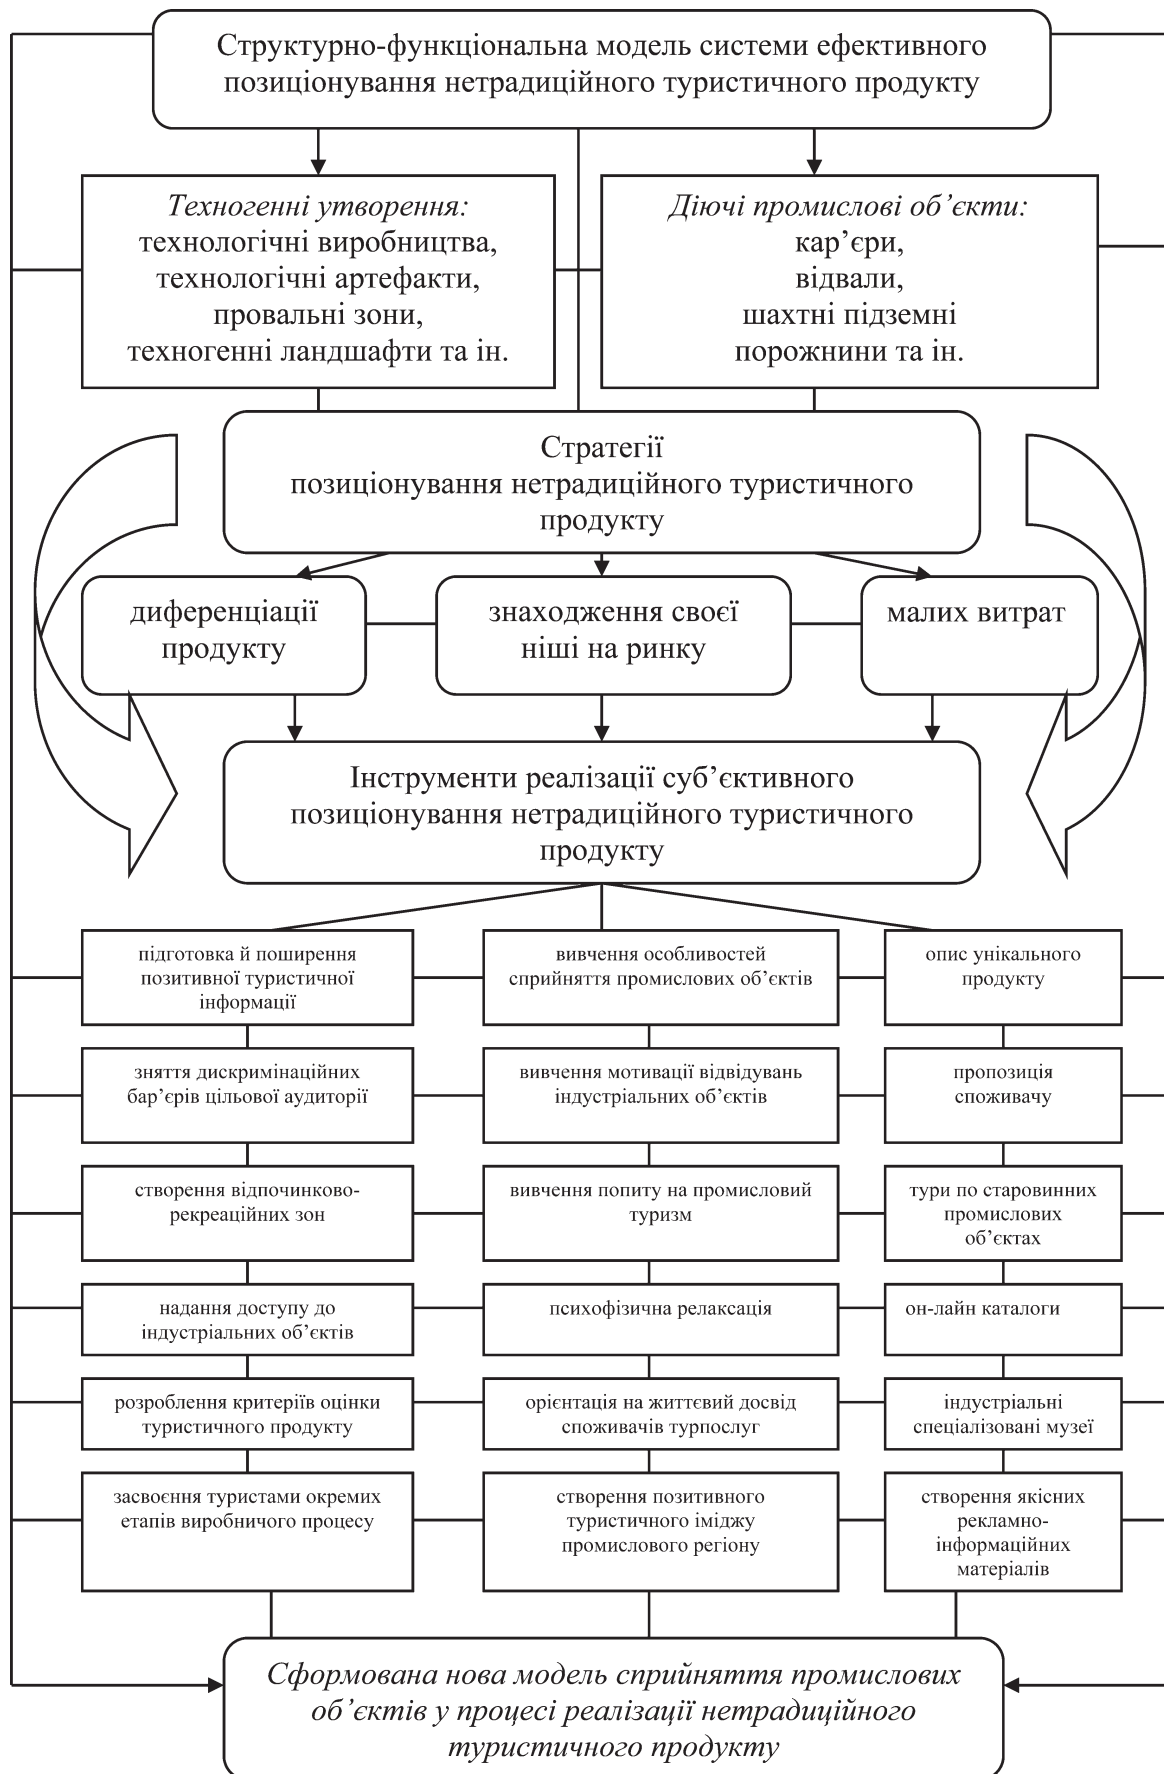 Структурно-функціональна модель системи ефективного
позиціонування нетрадиційного туристичного продукту
Техногенні утворення:
технологічні виробництва,
технологічні артефакти,
провальні зони,
техногенні ландшафти та ін.
Діючі промислові об’єкти:
кар’єри,
відвали,
шахтні підземні
порожнини та ін.
Стратегії
позиціонування нетрадиційного туристичного
продукту
диференціації
продукту
знаходження своєї
ніші на ринку
малих витрат
Інструменти реалізації суб’єктивного
позиціонування нетрадиційного туристичного
продукту
підготовка й поширення
позитивної туристичної
інформації
вивчення особливостей
сприйняття промислових об’єктів
опис унікального
продукту
зняття дискримінаційних
бар’єрів цільової аудиторії
вивчення мотивації відвідувань
індустріальних об’єктів
пропозиція
споживачу
створення відпочинково-
рекреаційних зон
вивчення попиту на промисловий
туризм
тури по старовинних
промислових
об’єктах
надання доступу до
індустріальних об’єктів
психофізична релаксація
он-лайн каталоги
розроблення критеріїв оцінки
туристичного продукту
орієнтація на життєвий досвід
споживачів турпослуг
індустріальні
спеціалізовані музеї
засвоєння туристами окремих
етапів виробничого процесу
створення позитивного
туристичного іміджу
промислового регіону
створення якісних
рекламно-
інформаційних
матеріалів
Сформована нова модель сприйняття промислових
об’єктів у процесі реалізації нетрадиційного
туристичного продукту